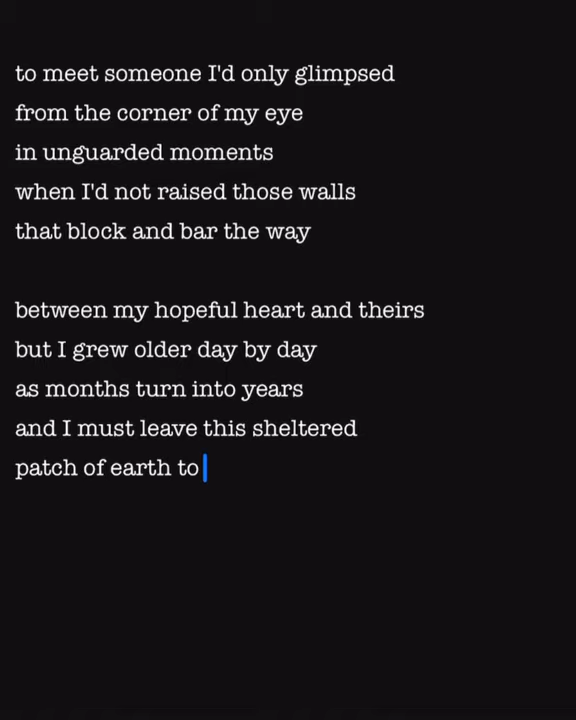 to meet someone I'd only glimpsed
from the corner of my eye
in unguarded moments
when I'd not raised those walls
that block and bar the way
between my hopeful heart and theirs
but I grew older day by day
as months turn into years
and I must leave this sheltered
patch of earth to